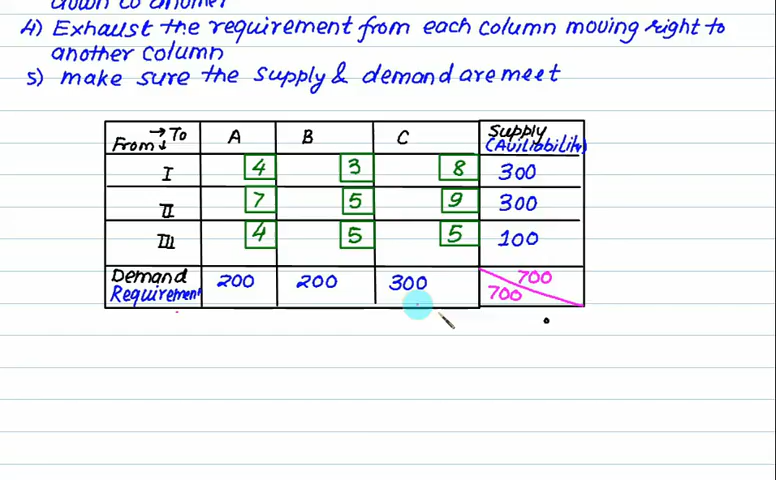 4) Exhaust the requirement from each column moving right to
another column
5) make sure the supply & demand are meet
From↓ →To A B C Supply (Auiliability)
I 4 3 8 300
II 7 5 9 300
III 4 5 5 100
Demand Requirement 200 200 300 700 700